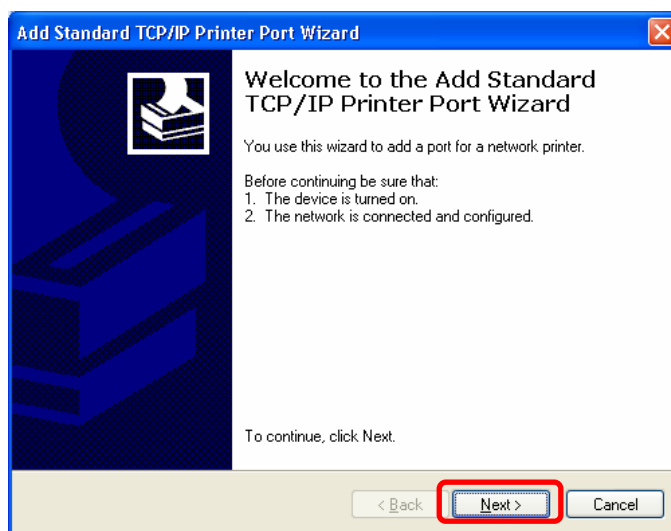 Add Standard TCP/IP Printer Port Wizard
Welcome to the Add Standard
TCP/IP Printer Port Wizard
You use this wizard to add a port for a network printer.
Before continuing be sure that:
1. The device is turned on.
2. The network is connected and configured.
To continue, click Next.
< Back
Next >
Cancel